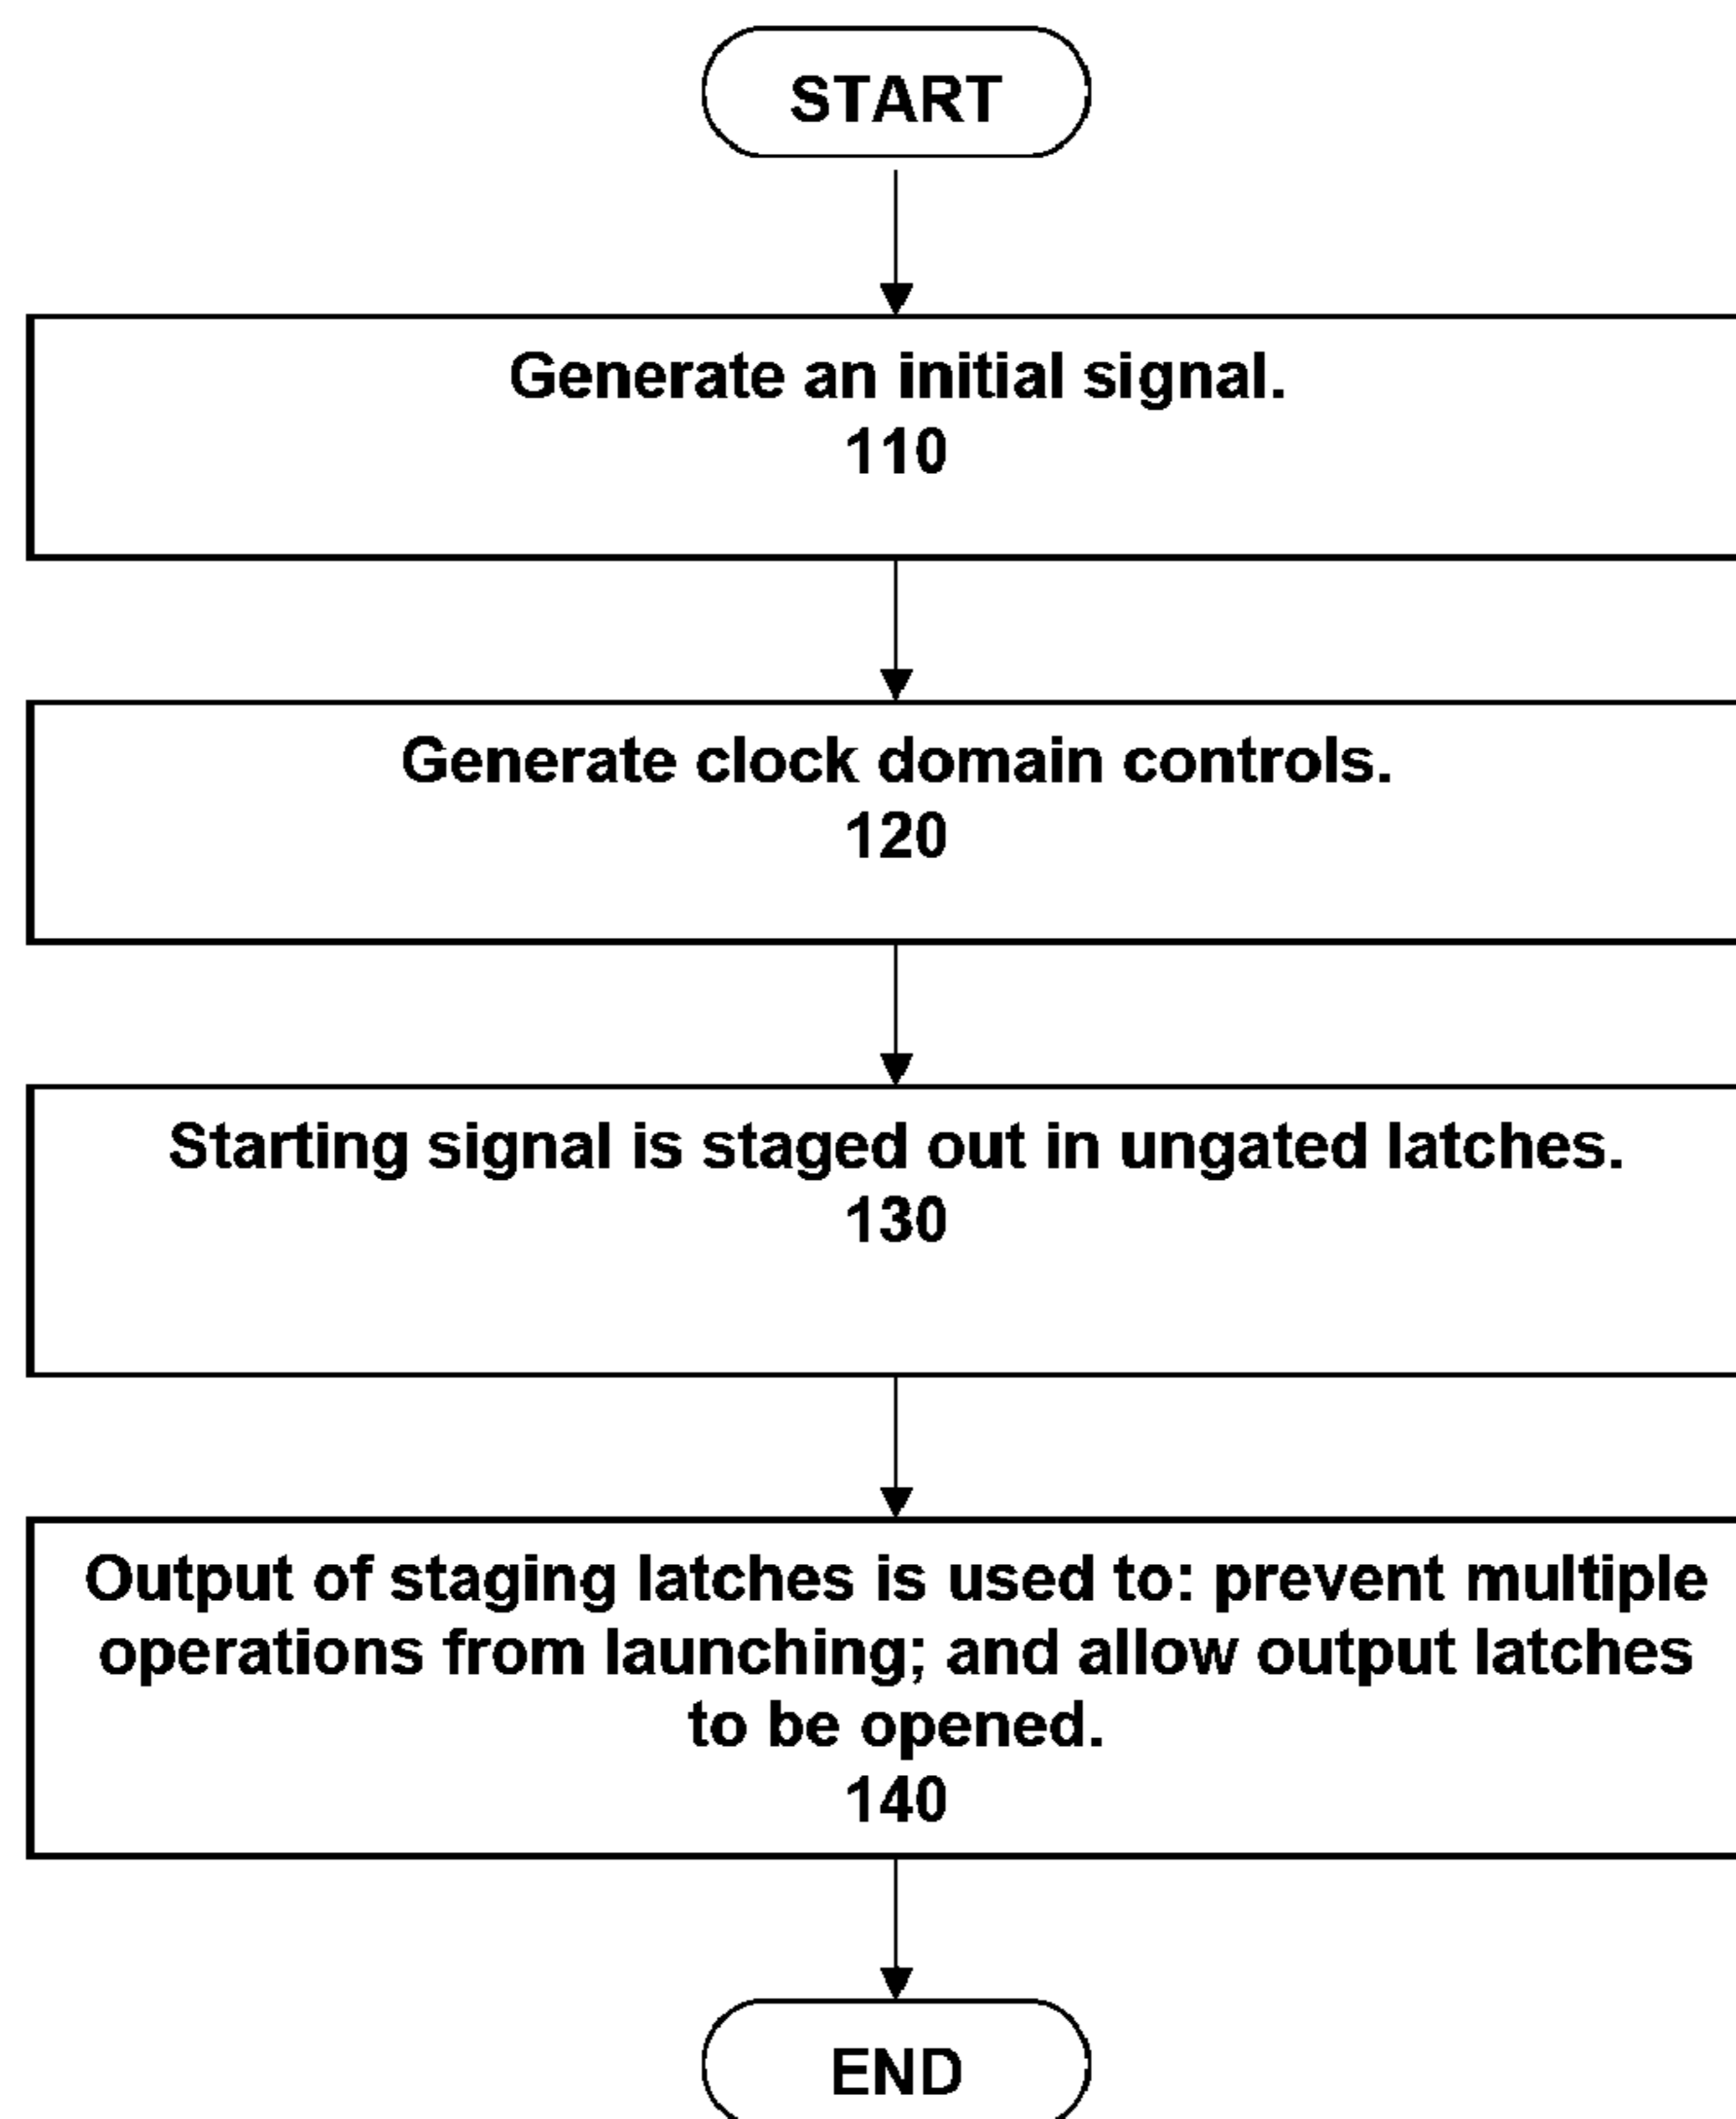 START
Generate an initial signal.
110
Generate clock domain controls.
120
Starting signal is staged out in ungated latches.
130
Output of staging latches is used to: prevent multiple
operations from launching; and allow output latches
to be opened.
140
END